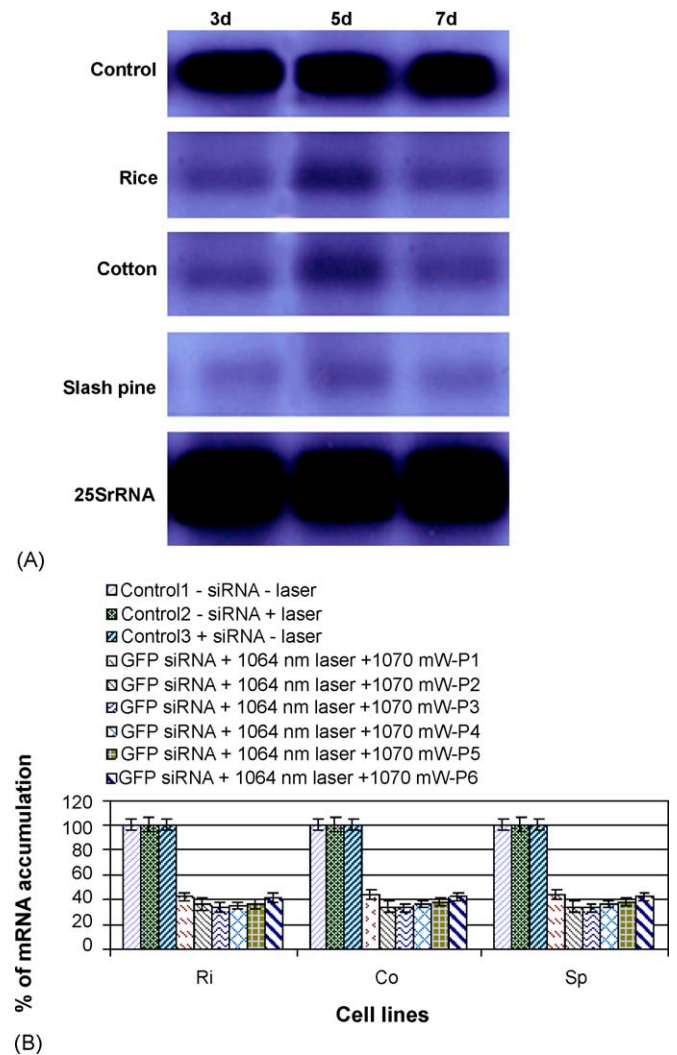 3d 5d 7d
Control
Rice
Cotton
Slash pine
25SrRNA
(A)
Control1 - siRNA - laser
Control2 - siRNA + laser
Control3 + siRNA - laser
GFP siRNA + 1064 nm laser +1070 mW-P1
GFP siRNA + 1064 nm laser +1070 mW-P2
GFP siRNA + 1064 nm laser +1070 mW-P3
GFP siRNA + 1064 nm laser +1070 mW-P4
GFP siRNA + 1064 nm laser +1070 mW-P5
GFP siRNA + 1064 nm laser +1070 mW-P6
% of mRNA accumulation
120
100
80
60
40
20
0
Ri Co Sp
Cell lines
(B)